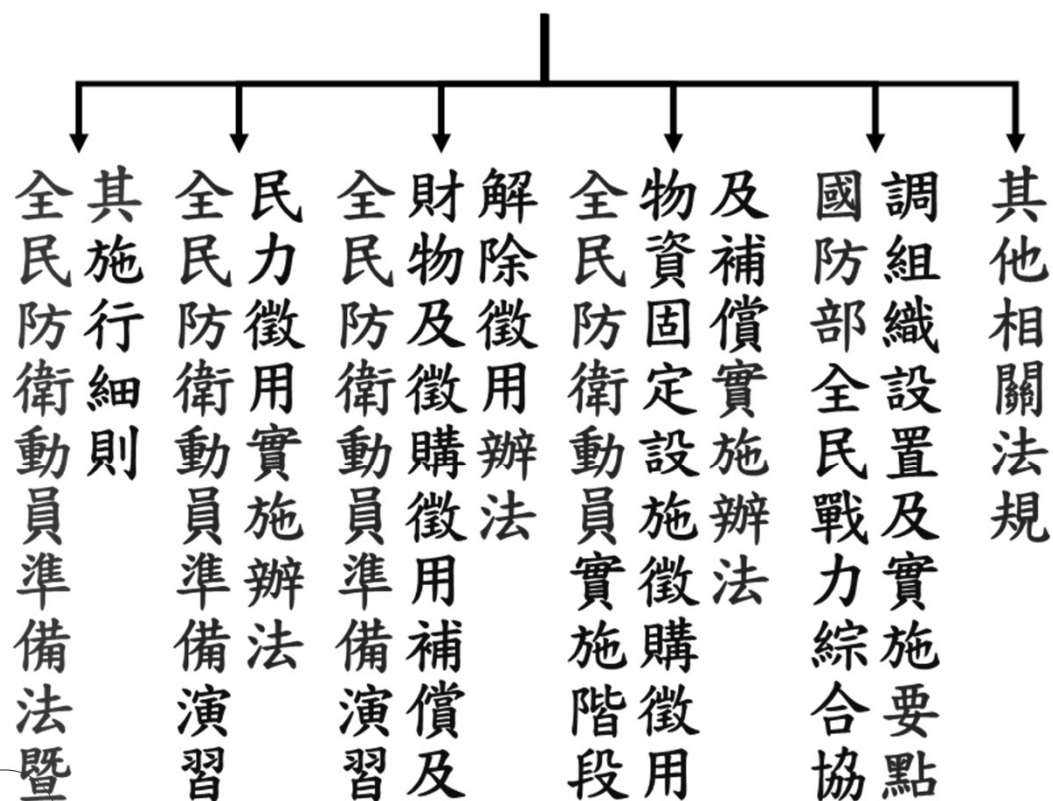 全民防衛動員準備法暨
其施行細則
全民防衛動員準備演習
民力徵用實施辦法
全民防衛動員準備演習
財物及徵購徵用補償及
解除徵用辦法
全民防衛動員實施階段
物資固定設施徵購徵用
及補償實施辦法
國防部全民戰力綜合協
調組織設置及實施要點
其他相關法規